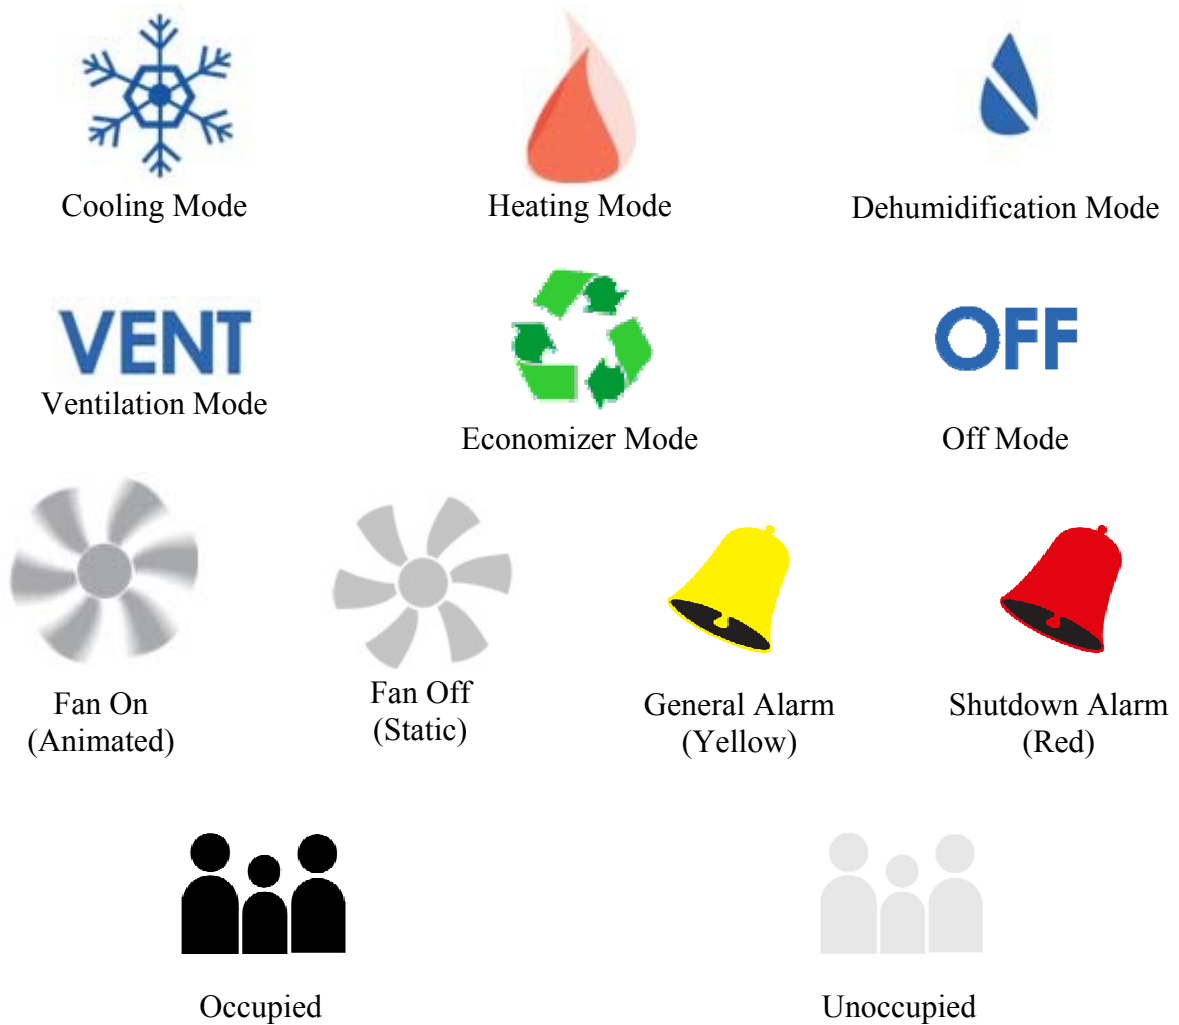 Cooling Mode
Heating Mode
Dehumidification Mode
VENT
OFF
Ventilation Mode
Economizer Mode
Off Mode
Fan On
(Animated)
Fan Off
(Static)
General Alarm
(Yellow)
Shutdown Alarm
(Red)
Occupied
Unoccupied